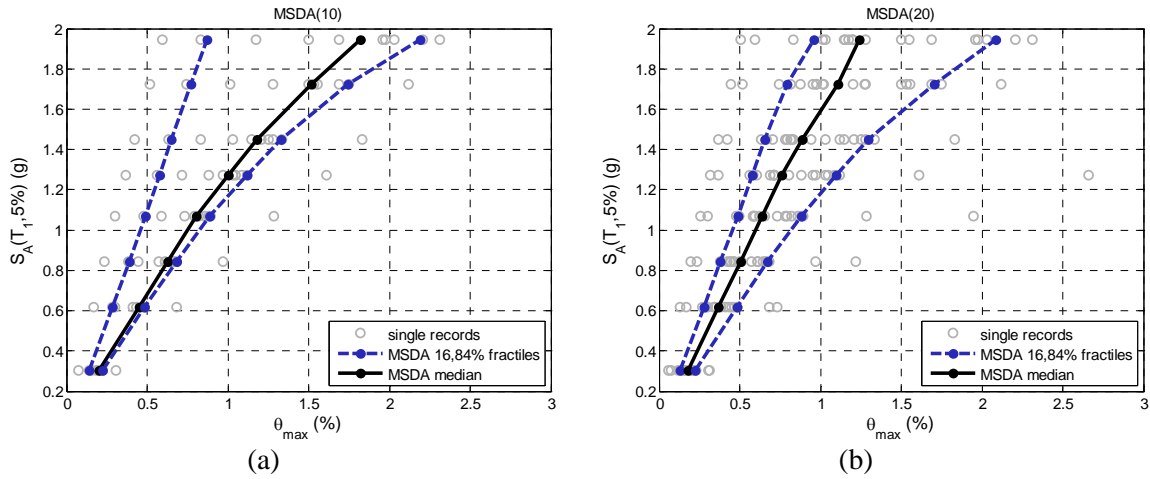 MSDA(10)
S_A(T_1,5%) (g)
2
1.8
1.6
1.4
1.2
1
0.8
0.6
0.4
0.2
0 0.5 1 1.5 2 2.5 3
θ_max (%)
single records
MSDA 16,84% fractiles
MSDA median
(a)
MSDA(20)
S_A(T_1,5%) (g)
2
1.8
1.6
1.4
1.2
1
0.8
0.6
0.4
0.2
0 0.5 1 1.5 2 2.5 3
θ_max (%)
single records
MSDA 16,84% fractiles
MSDA median
(b)